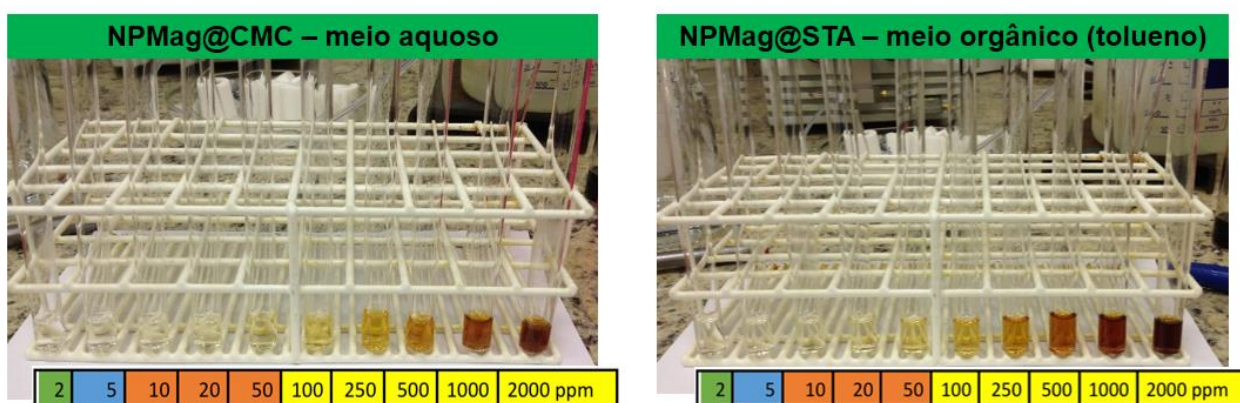 NPMag@CMC – meio aquoso
2 5 10 20 50 100 250 500 1000 2000 ppm
NPMag@STA – meio orgânico (tolueno)
2 5 10 20 50 100 250 500 1000 2000 ppm